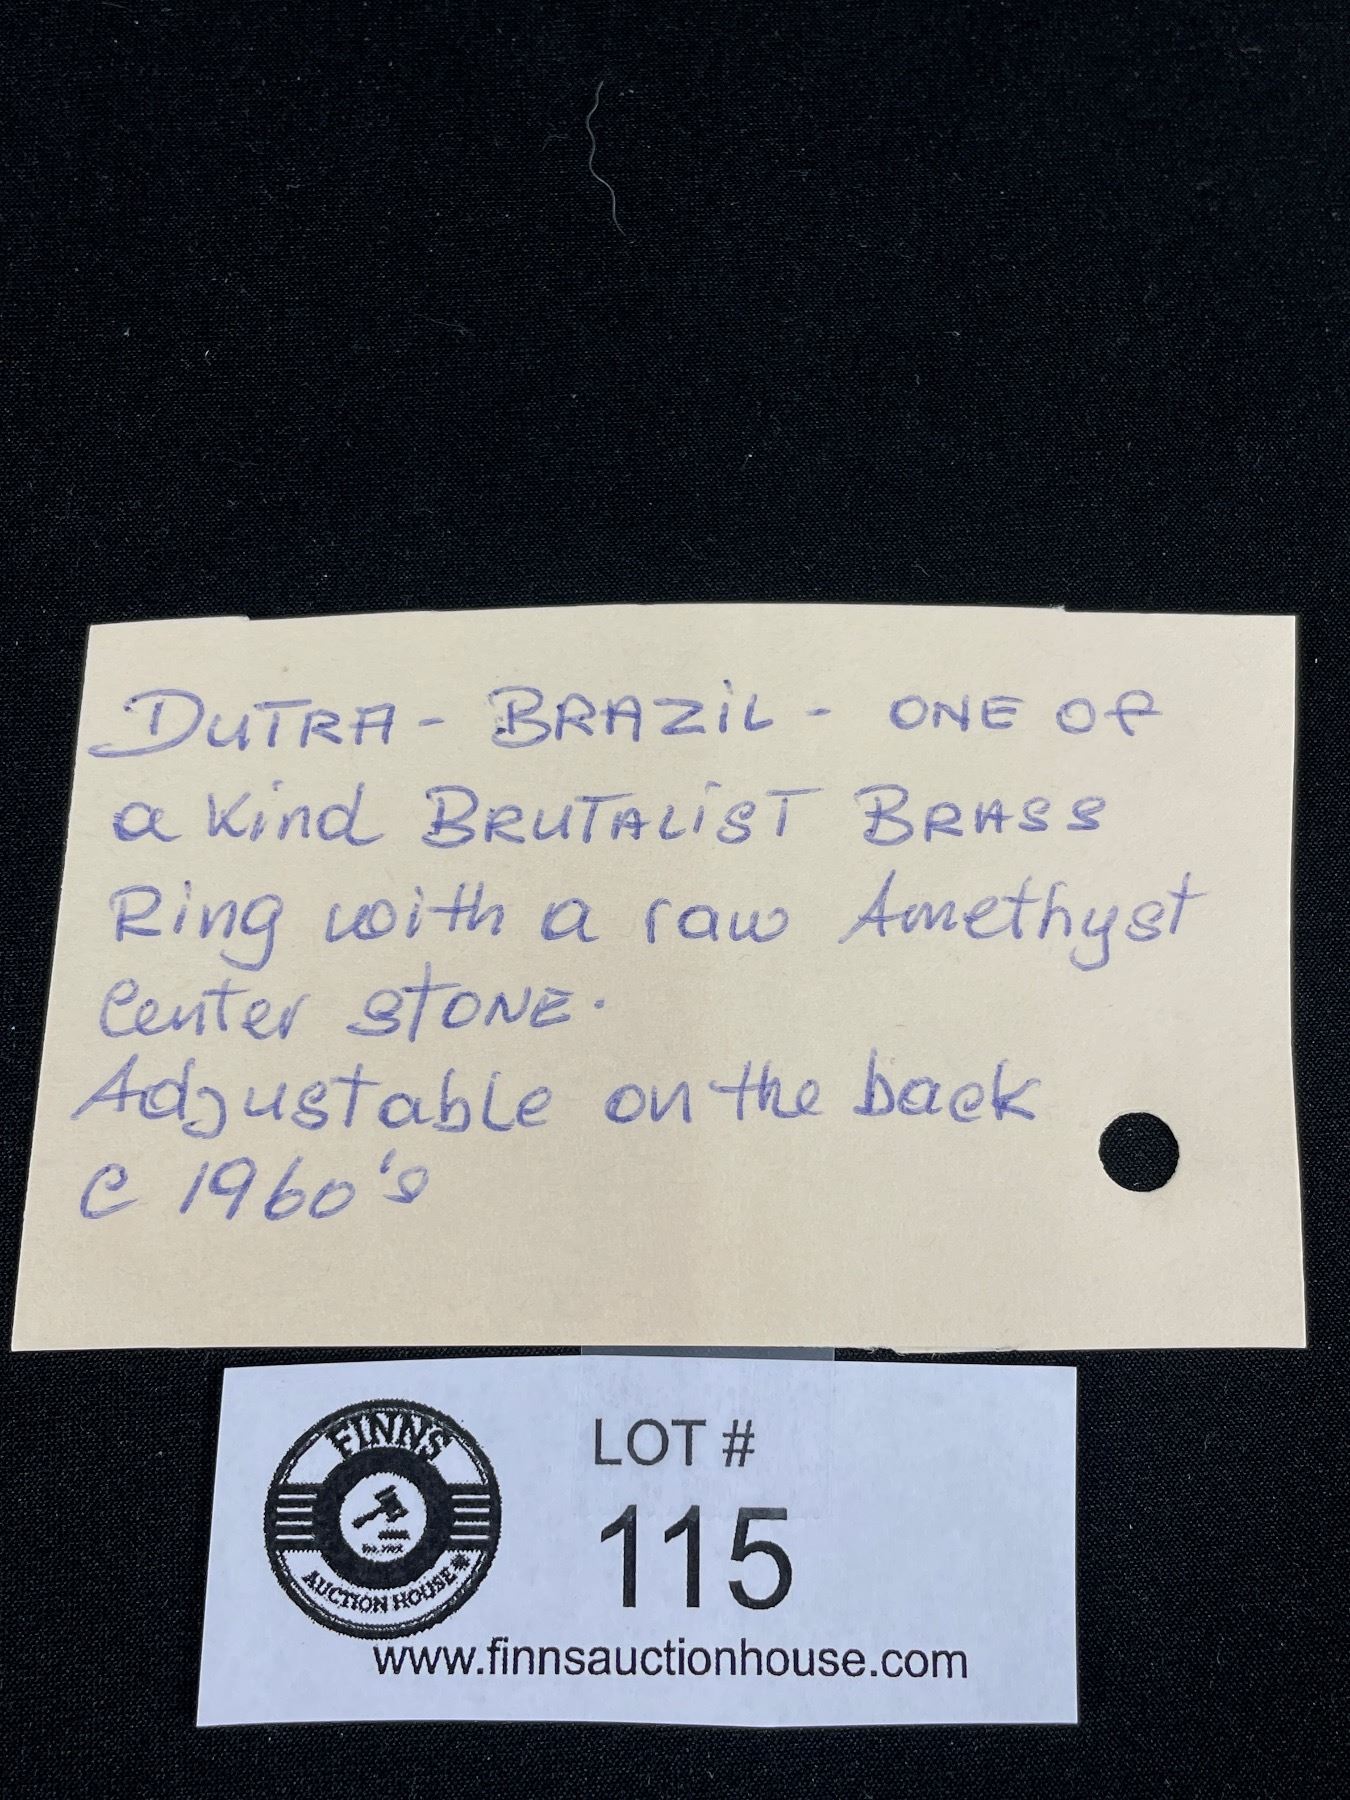 DUTRA - BRAZiL - ONE OF
a Kind BRUTALiST BRASS
Ring with a raw Amethyst
Center STONE.
Adjustable on the back
C 1960's
FINNS
AUCTION HOUSE
LOT #
115
www.finnsauctionhouse.com